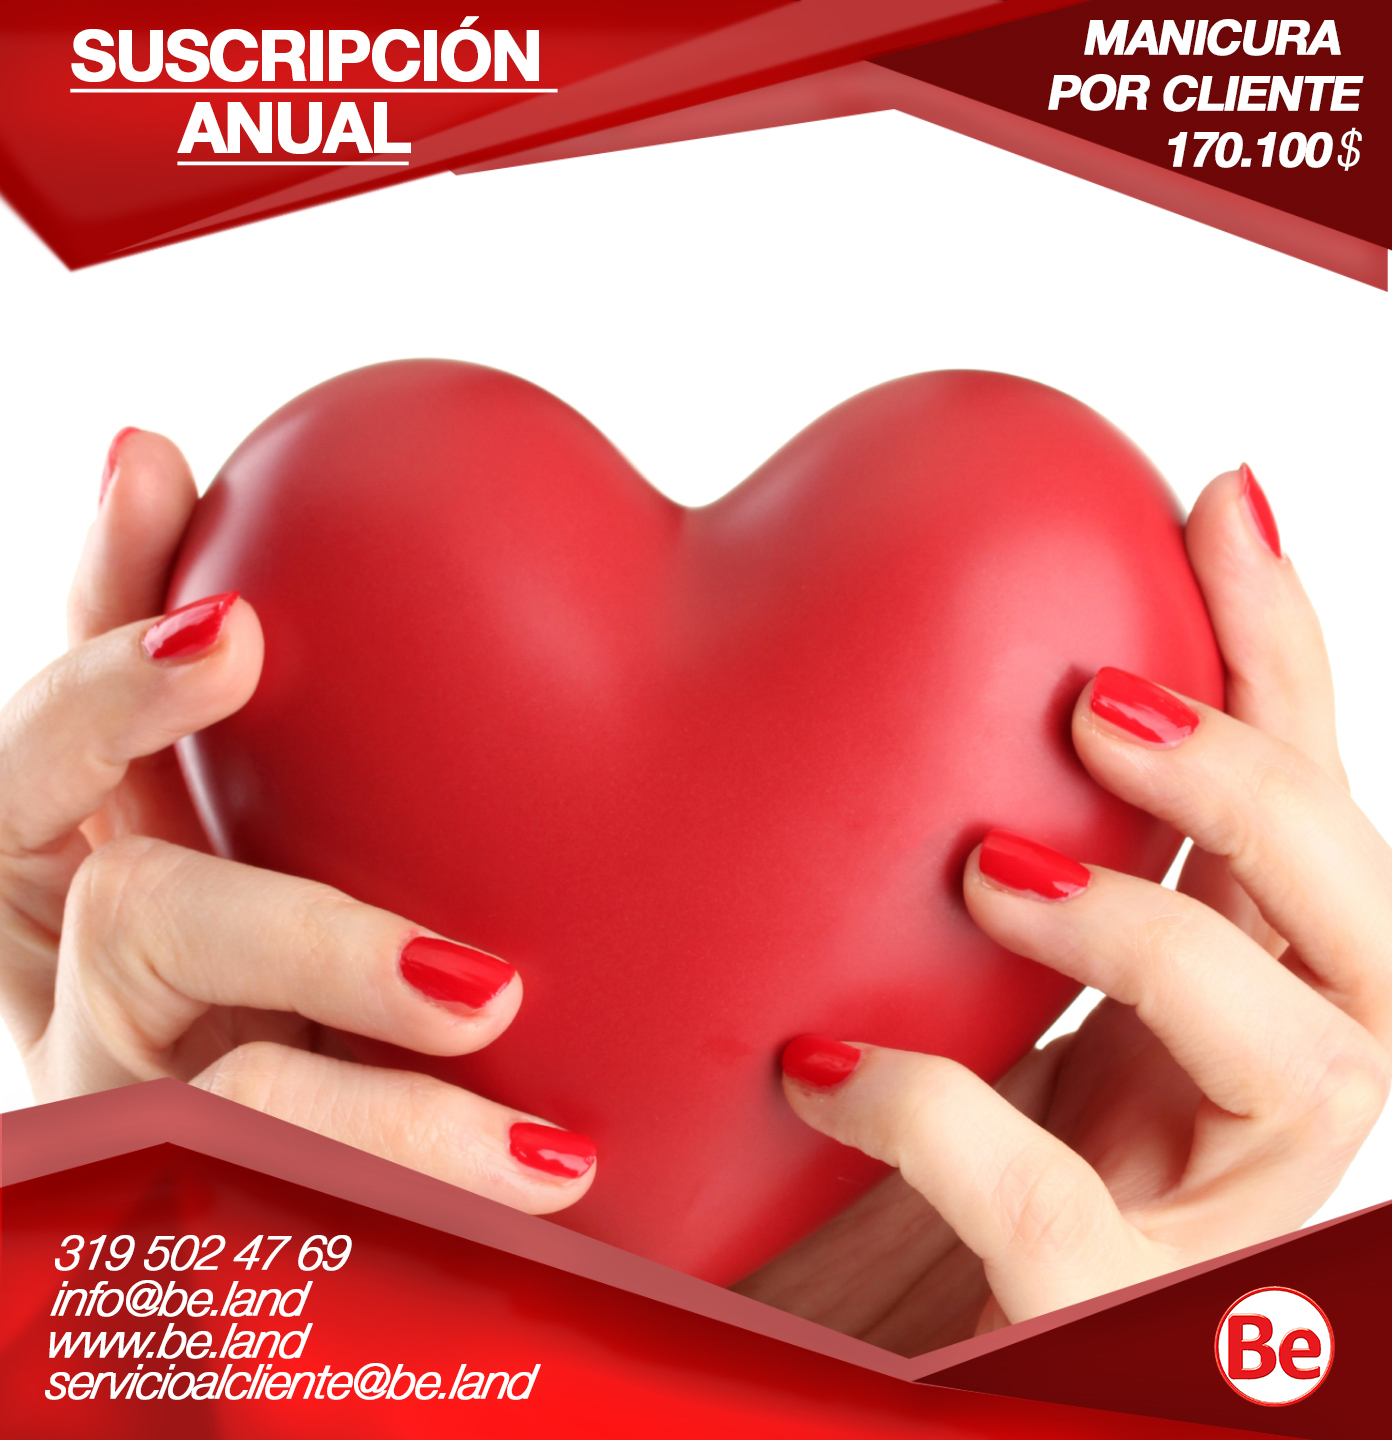 SUSCRIPCIÓN
ANUAL
MANICURA
POR CLIENTE
170.100$
319 502 47 69
info@be.land
www.be.land
servicioalcliente@be.land
Be